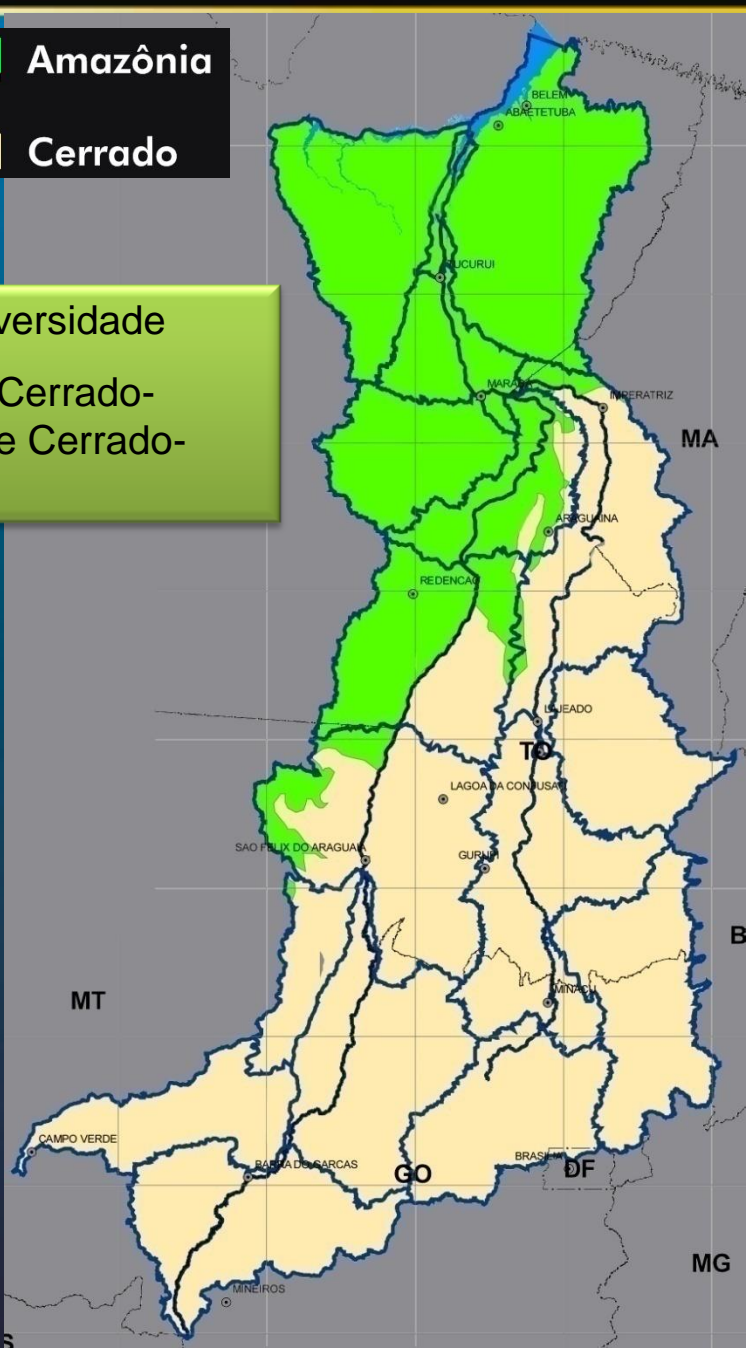 Amazônia
Cerrado
versidade
Cerrado-
e Cerrado-
BELEM
ABAETETUBA
TUCURUI
MARABA
IMPERATRIZ
MA
ARAGUAINA
REDENCAO
LAJEADO
TO
LAGOA DA CONFUSAO
SAO FELIX DO ARAGUAIA
GURUPI
B
MT
MINAÇU
CAMPO VERDE
BARRA DO GARCAS
GO
BRASILIA
DF
MG
MINEIROS
S